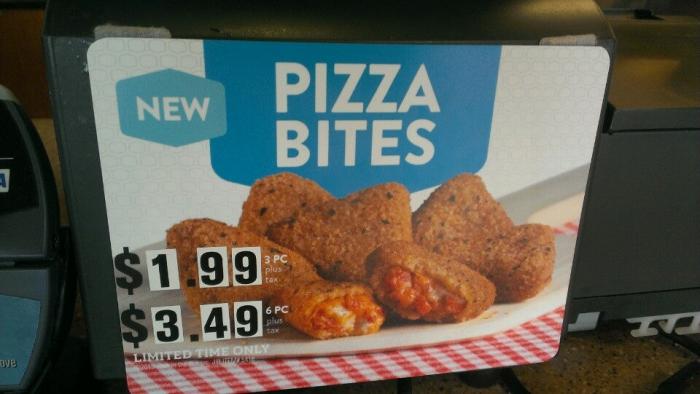 NEW
PIZZA
BITES
$1.99 3 PC plus tax
$3.49 6 PC plus tax
LIMITED TIME ONLY